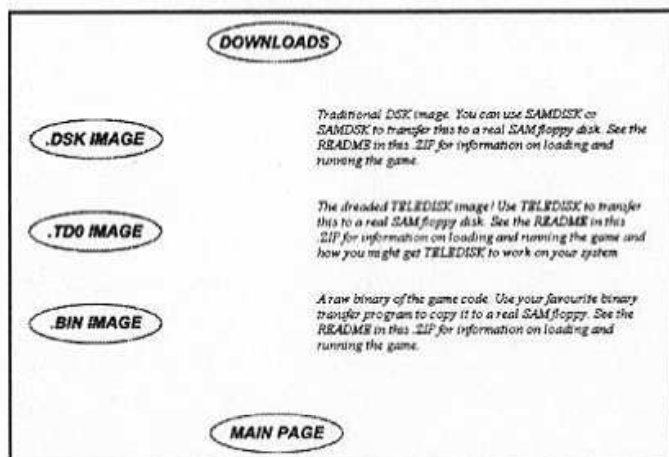 DOWNLOADS
.DSK IMAGE
Traditional DSK image. You can use SAMDISK or
SAMDSK to transfer this to a real SAM floppy disk. See the
README in this .ZIP for information on loading and
running the game.
.TD0 IMAGE
The dreaded TELEDISK image! Use TELEDISK to transfer
this to a real SAM floppy disk. See the README in this
.ZIP for information on loading and running the game and
how you might get TELEDISK to work on your system
.BIN IMAGE
A raw binary of the game code. Use your favourite binary
transfer program to copy it to a real SAM floppy. See the
README in this .ZIP for information on loading and
running the game.
MAIN PAGE